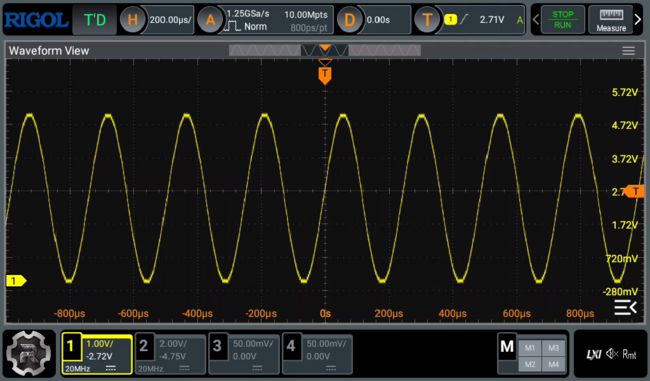 RIGOL T'D H 200.00µs/ A 1.25GSa/s 10.00Mpts D 0.00s T 1 2.71V A STOP
Norm 800ps/pt RUN Measure
Waveform View
T
5.72V
4.72V
3.72V
T
1.72V
720mV
1
-280mV
-800µs -600µs -400µs -200µs 0s 200µs 400µs 600µs 800µs
1 1.00V/ 2 2.00V/ 3 50.00mV/ 4 50.00mV/ M M1 M3 LXI Rmt
-2.72V -4.75V 0.00V 0.00V M2 M4
20MHz 20MHz